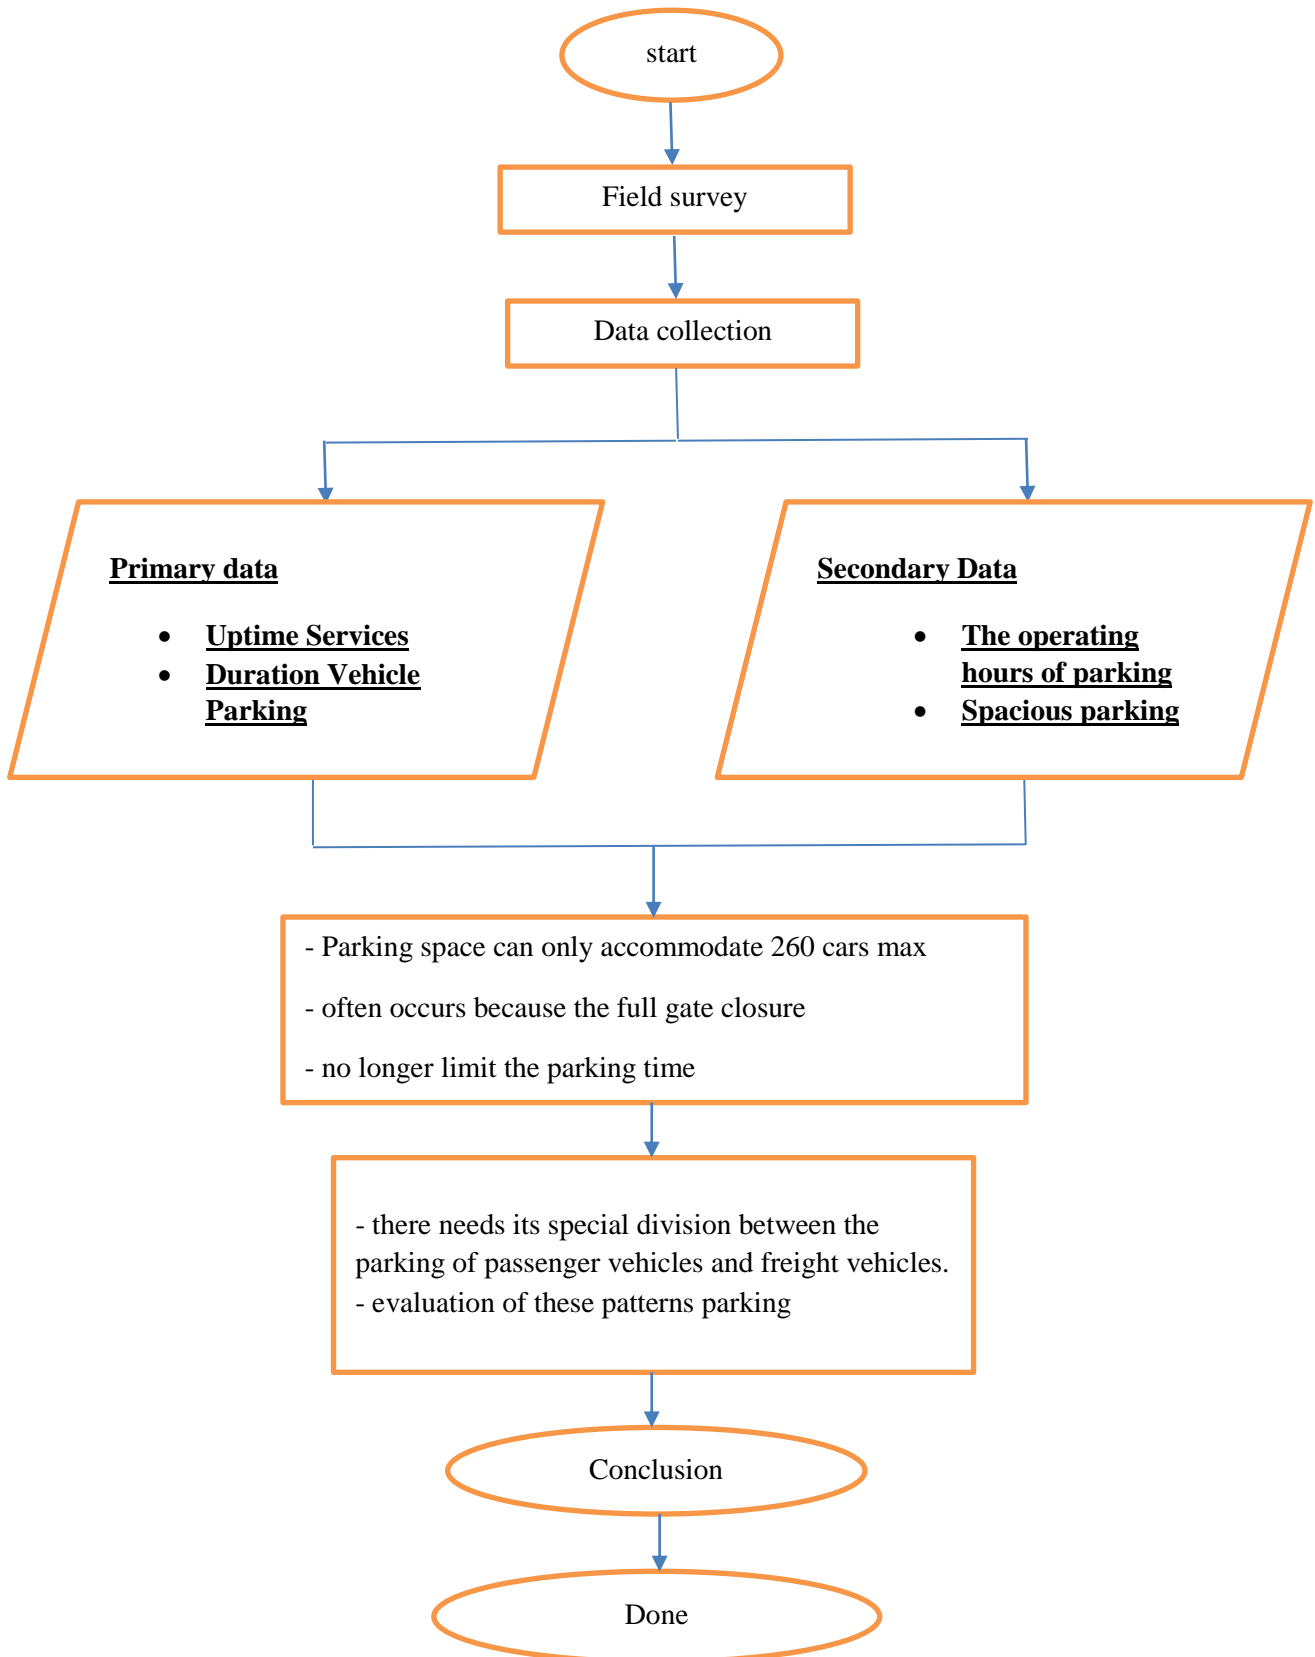 start
Field survey
Data collection
Primary data
• Uptime Services
• Duration Vehicle
Parking
Secondary Data
• The operating
hours of parking
• Spacious parking
- Parking space can only accommodate 260 cars max
- often occurs because the full gate closure
- no longer limit the parking time
- there needs its special division between the
parking of passenger vehicles and freight vehicles.
- evaluation of these patterns parking
Conclusion
Done